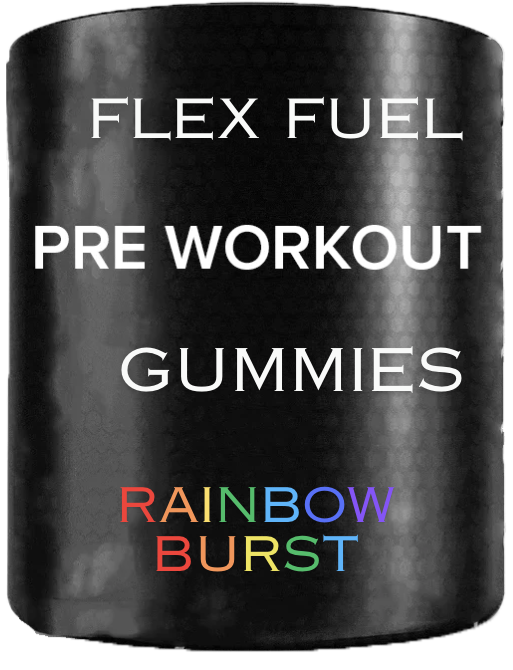 FLEX FUEL
PRE WORKOUT
GUMMIES
RAINBOW
BURST